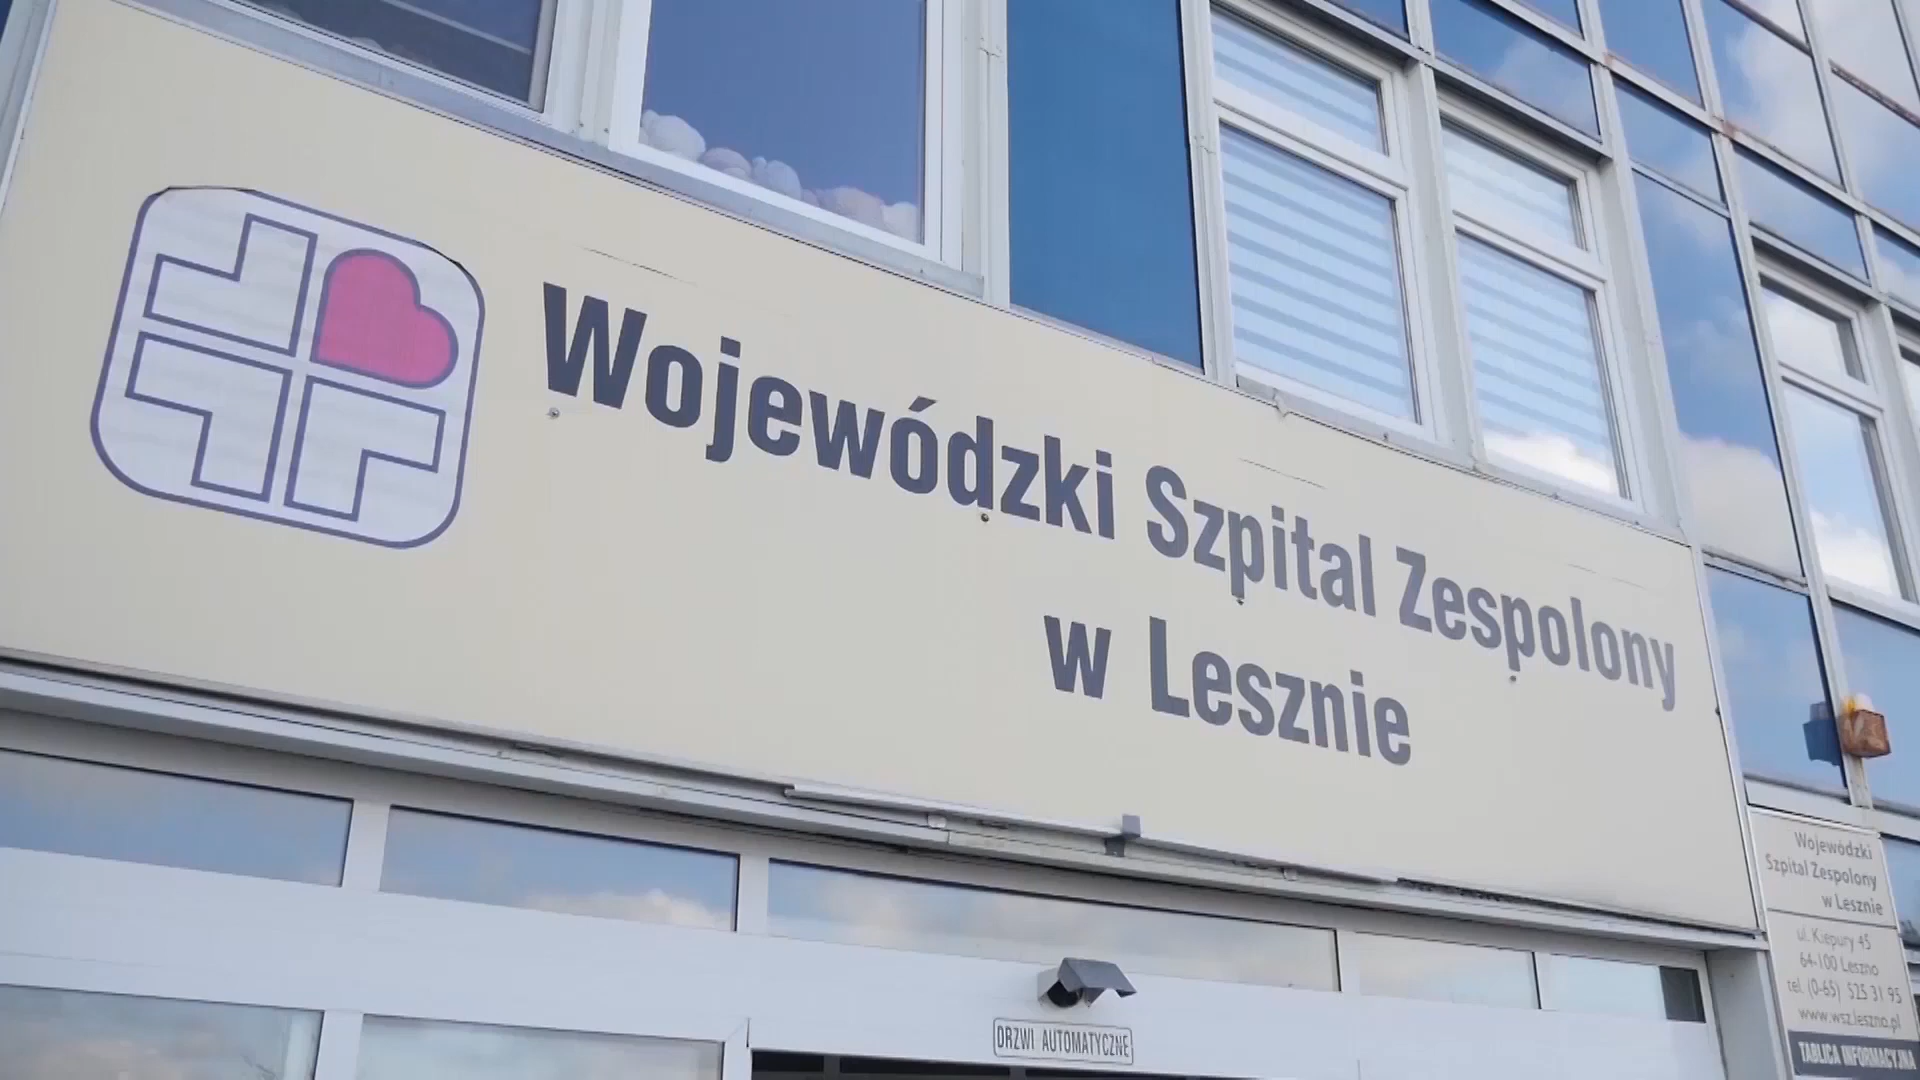 Wojewódzki Szpital Zespolony
w Lesznie
DRZWI AUTOMATYCZNE
Wojewódzki
Szpital Zespolony
w Lesznie
ul. Kiepury 45
64-100 Leszno
tel. (0-65) 525 31 95
www.wsz.leszno.pl
TABLICA INFORMACYJNA